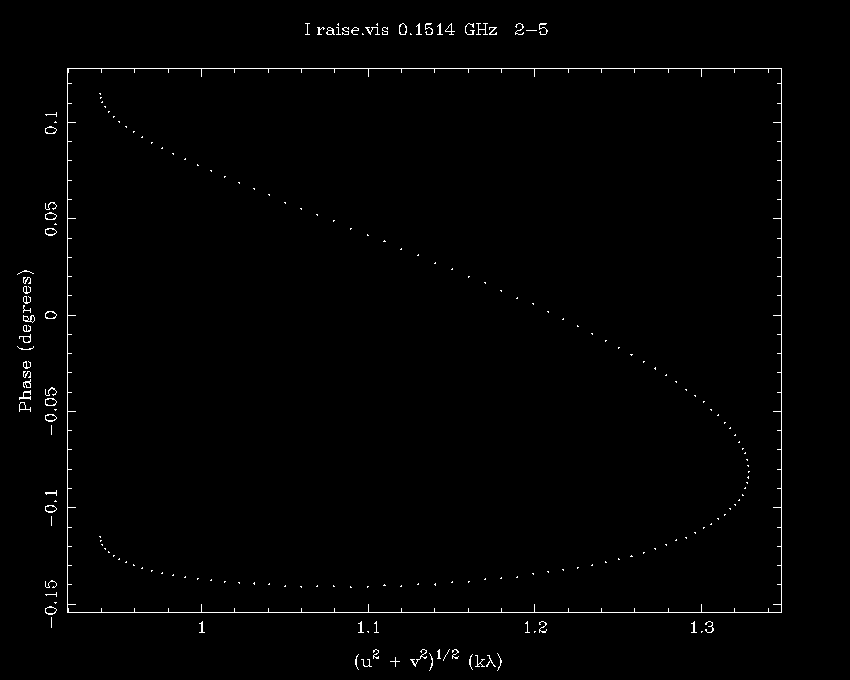 I raise.vis 0.1514 GHz 2−5
0.1
0.05
0
−0.05
−0.1
−0.15
Phase (degrees)
1 1.1 1.2 1.3
(u² + v²)^1/2 (kλ)